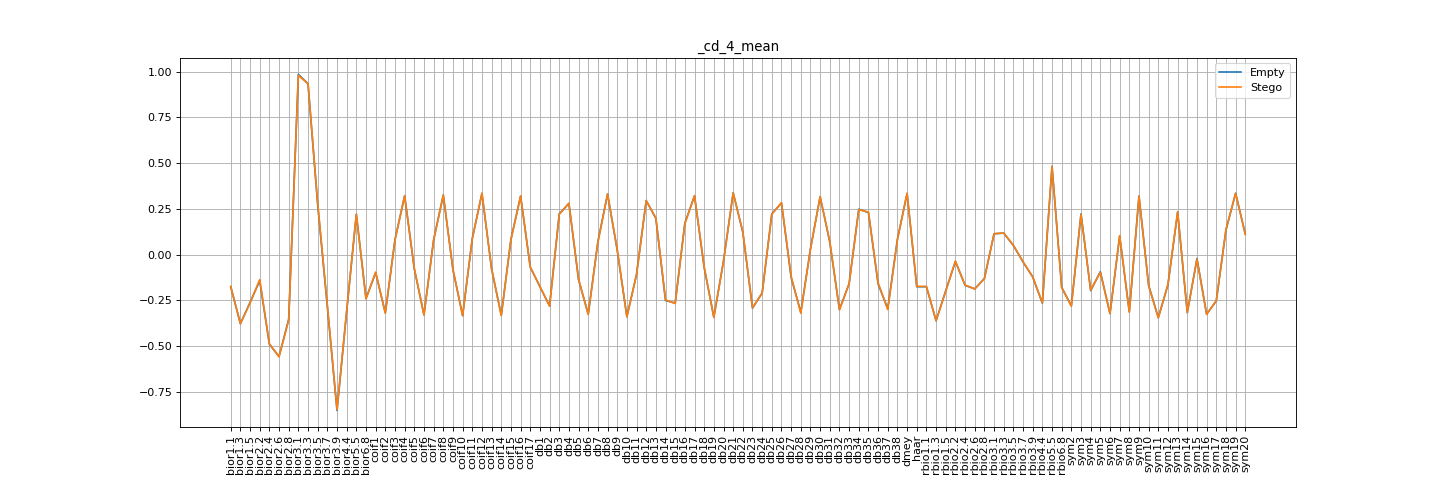 _cd_4_mean
Empty
Stego
1.00
0.75
0.50
0.25
0.00
−0.25
−0.50
−0.75
bior1.1
bior1.3
bior1.5
bior2.2
bior2.4
bior2.6
bior2.8
bior3.1
bior3.3
bior3.5
bior3.7
bior3.9
bior4.4
bior5.5
bior6.8
coif1
coif2
coif3
coif4
coif5
coif6
coif7
coif8
coif9
coif10
coif11
coif12
coif13
coif14
coif15
coif16
coif17
db1
db2
db3
db4
db5
db6
db7
db8
db9
db10
db11
db12
db13
db14
db15
db16
db17
db18
db19
db20
db21
db22
db23
db24
db25
db26
db27
db28
db29
db30
db31
db32
db33
db34
db35
db36
db37
db38
dmey
haar
rbio1.1
rbio1.3
rbio1.5
rbio2.2
rbio2.4
rbio2.6
rbio2.8
rbio3.1
rbio3.3
rbio3.5
rbio3.7
rbio3.9
rbio4.4
rbio5.5
rbio6.8
sym2
sym3
sym4
sym5
sym6
sym7
sym8
sym9
sym10
sym11
sym12
sym13
sym14
sym15
sym16
sym17
sym18
sym19
sym20